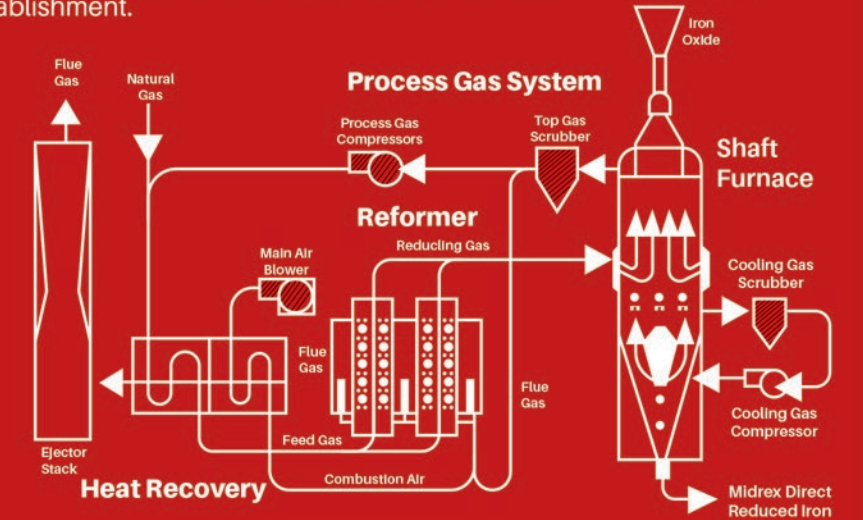 ablishment.
Iron
Oxide
Flue
Gas
Natural
Gas
Process Gas System
Process Gas
Compressors
Top Gas
Scrubber
Shaft
Furnace
Reformer
Reducling Gas
Main Air
Blower
Cooling Gas
Scrubber
Flue
Gas
Flue
Gas
Cooling Gas
Compressor
Feed Gas
Ejector
Stack
Heat Recovery
Combustion Air
Midrex Direct
Reduced Iron